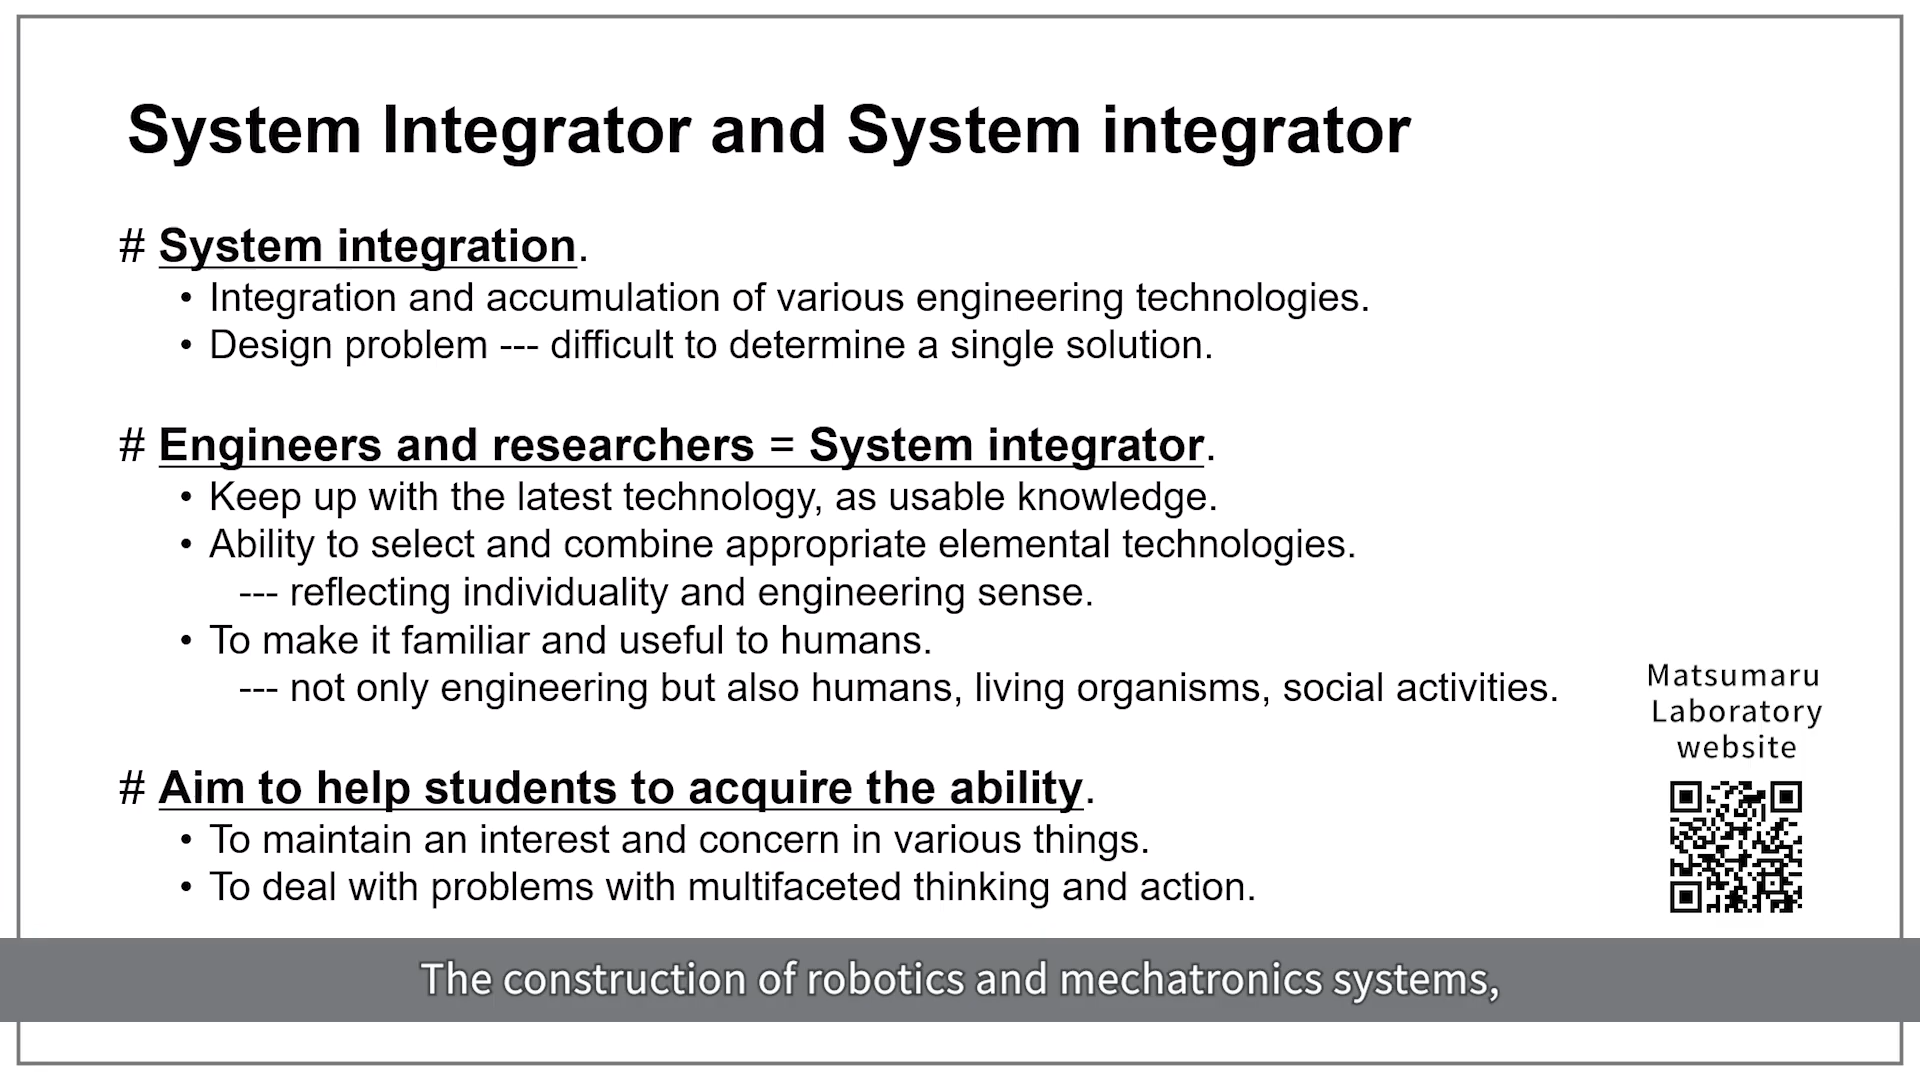 System Integrator and System integrator
# System integration.
• Integration and accumulation of various engineering technologies.
• Design problem --- difficult to determine a single solution.
# Engineers and researchers = System integrator.
• Keep up with the latest technology, as usable knowledge.
• Ability to select and combine appropriate elemental technologies.
--- reflecting individuality and engineering sense.
• To make it familiar and useful to humans.
--- not only engineering but also humans, living organisms, social activities.
# Aim to help students to acquire the ability.
• To maintain an interest and concern in various things.
• To deal with problems with multifaceted thinking and action.
Matsumaru
Laboratory
website
The construction of robotics and mechatronics systems,